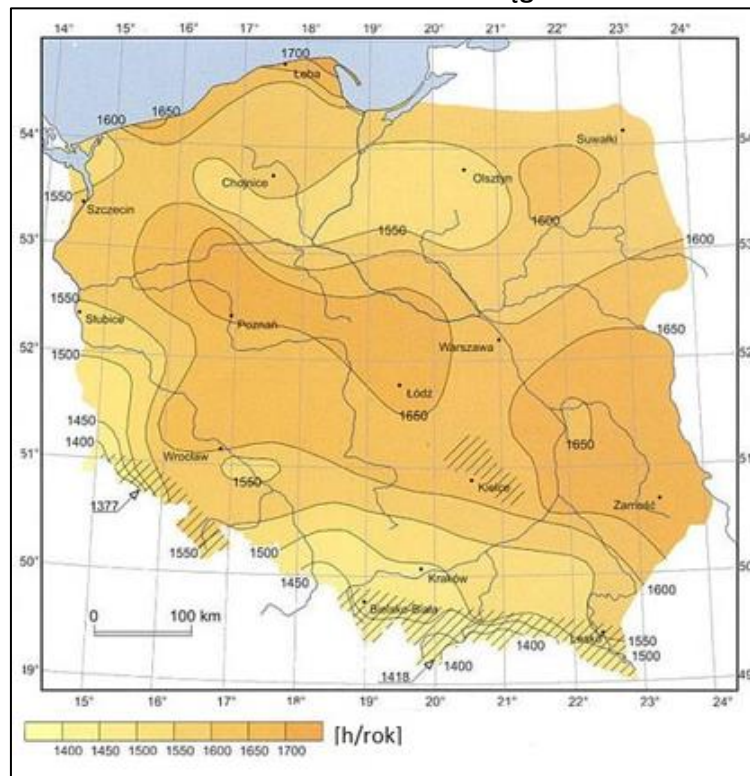 14° 15° 16° 17° 18° 19° 20° 21° 22° 23° 24°
1700
Łeba
1650
1600
54°
Suwałki
Chojnice
Olsztyn
1550
Szczecin
1600
53°
1550
1600
1550
Słubice
Poznań
1650
Warszawa
52°
1500
Łódź
1650
1450
1400
51°
1650
Wrocław
1550
Kielce
1377
Zamość
1550
1500
50°
1450
Kraków
1600
0 100 km
Bielsko-Biała
Lesko
1550
1400
1500
1400
1418
49°
15° 16° 17° 18° 19° 20° 21° 22° 23°
[h/rok]
1400 1450 1500 1550 1600 1650 1700